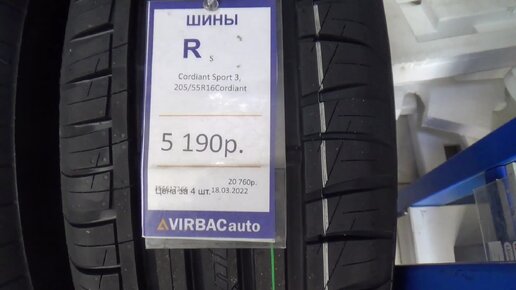 ШИНЫ
R S
Cordiant Sport 3,
205/55R16Cordiant
5 190р.
20 760р.
Цена за 4 шт.
18.03.2022
VIRBACauto